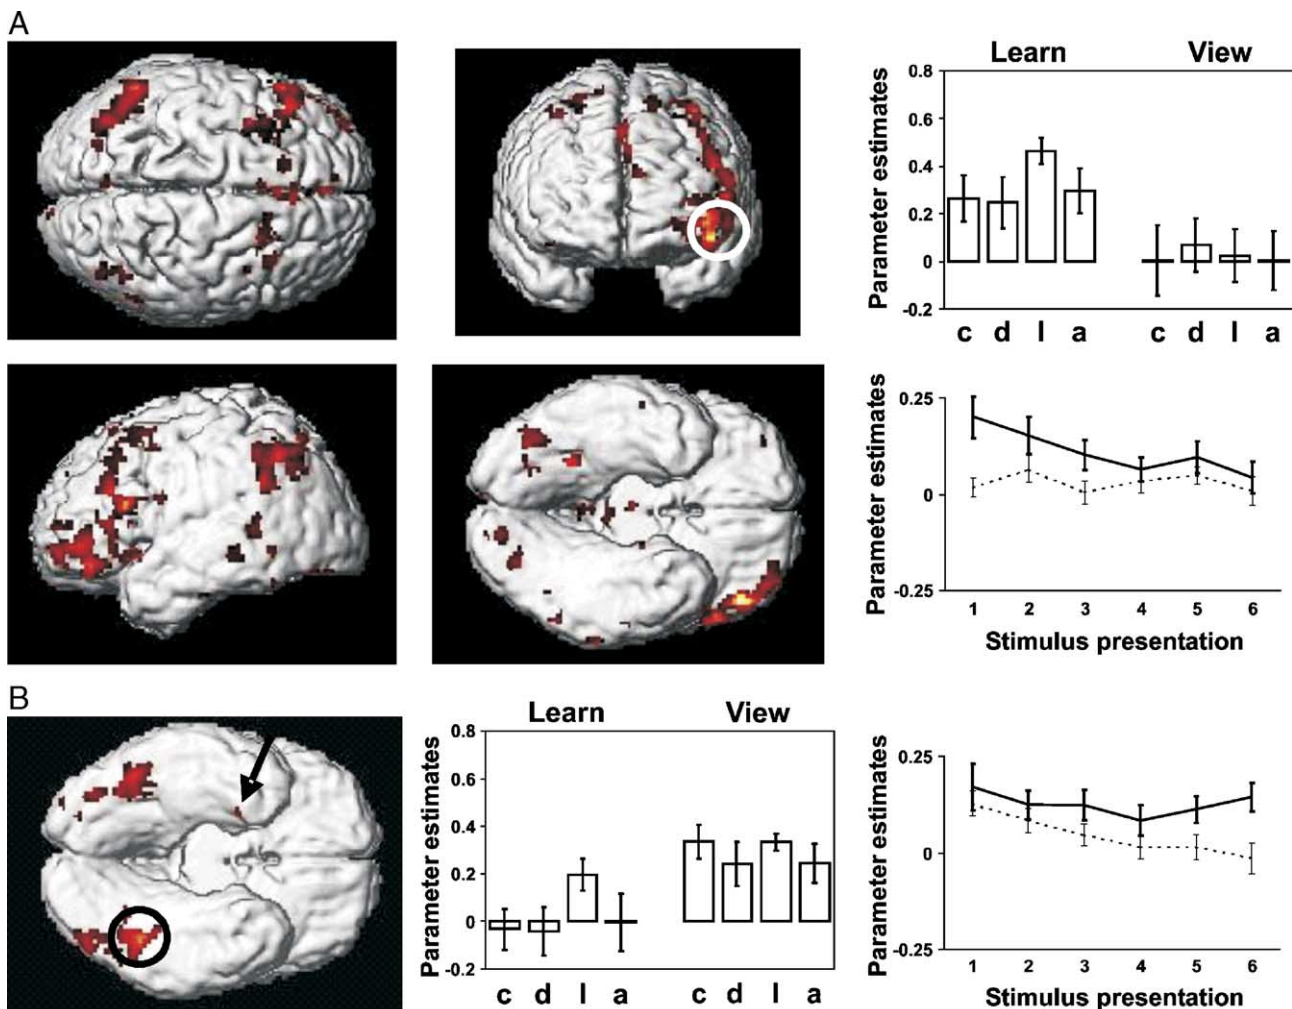 A
Learn View
Parameter estimates
0.8
0.6
0.4
0.2
0
-0.2
c d l a c d l a
Parameter estimates
0.25
0
-0.25
1 2 3 4 5 6
Stimulus presentation
B
Learn View
Parameter estimates
0.8
0.6
0.4
0.2
0
-0.2
c d l a c d l a
Parameter estimates
0.25
0
-0.25
1 2 3 4 5 6
Stimulus presentation